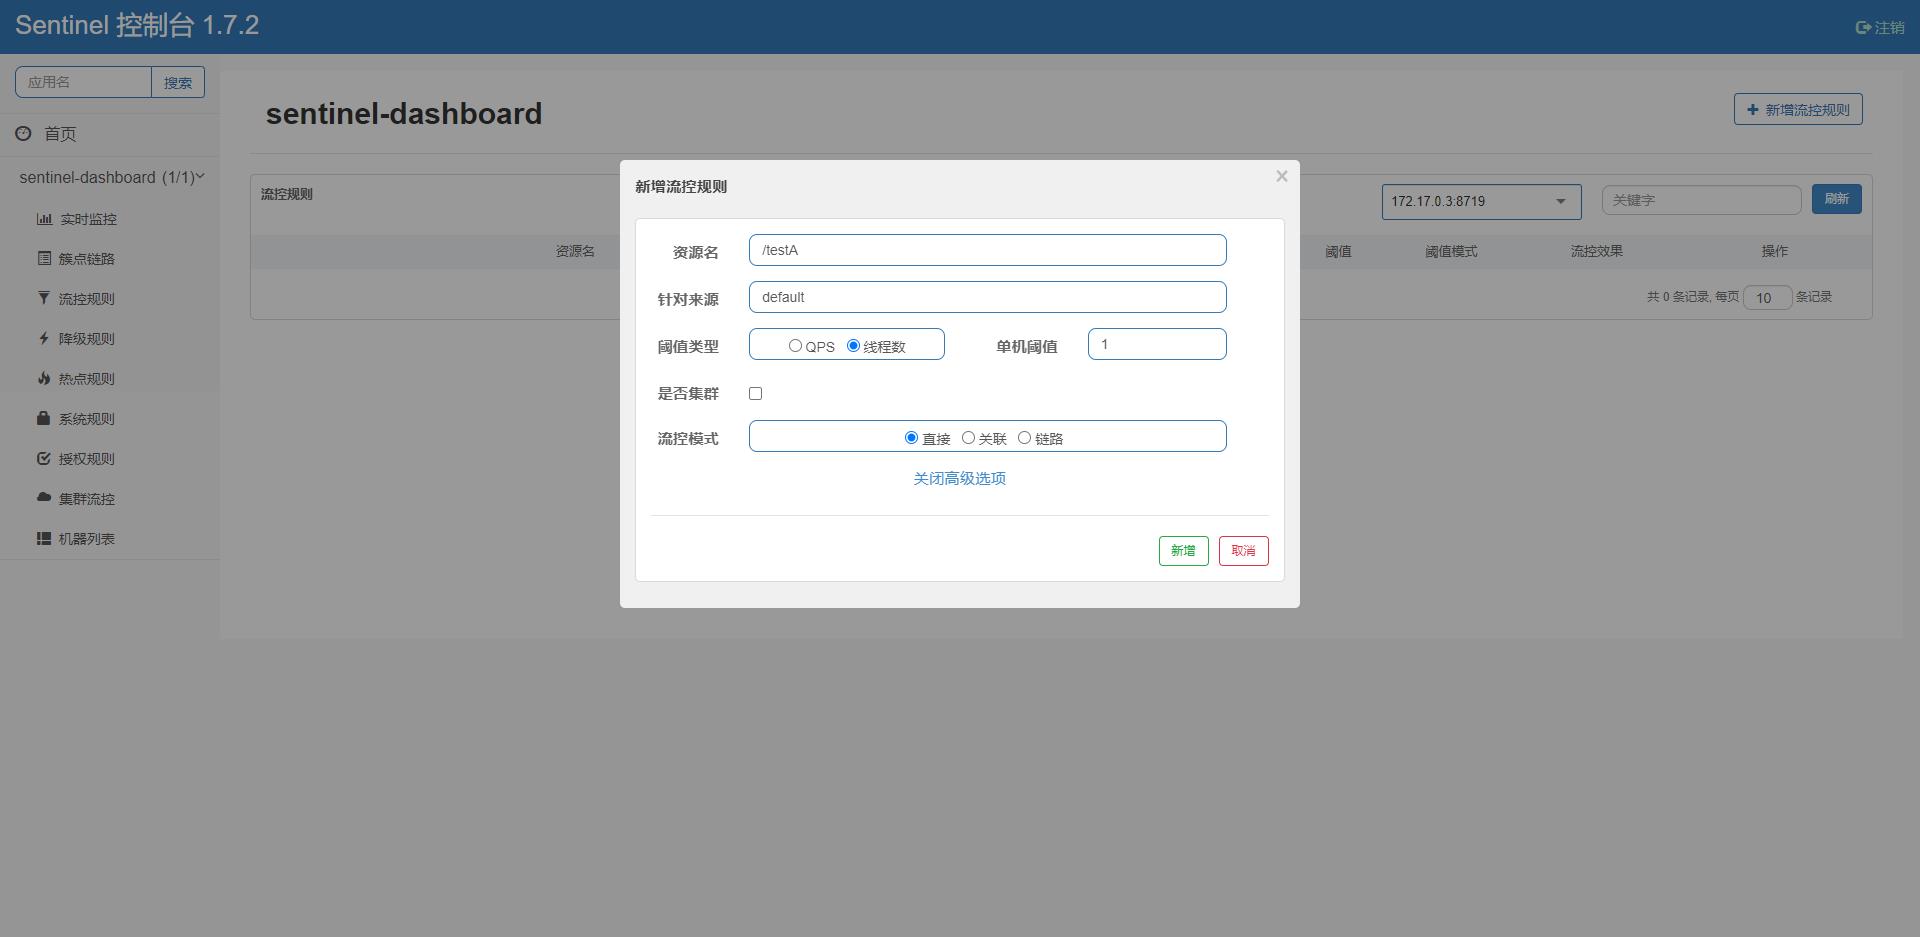 Sentinel 控制台 1.7.2
注销
应用名 搜索
首页
sentinel-dashboard (1/1)
实时监控
簇点链路
流控规则
降级规则
热点规则
系统规则
授权规则
集群流控
机器列表
sentinel-dashboard
新增流控规则
流控规则
172.17.0.3:8719 关键字 刷新
资源名 阈值 阈值模式 流控效果 操作
共 0 条记录, 每页 10 条记录
新增流控规则
×
资源名 /testA
针对来源 default
阈值类型 QPS 线程数 单机阈值 1
是否集群
流控模式 直接 关联 链路
关闭高级选项
新增 取消